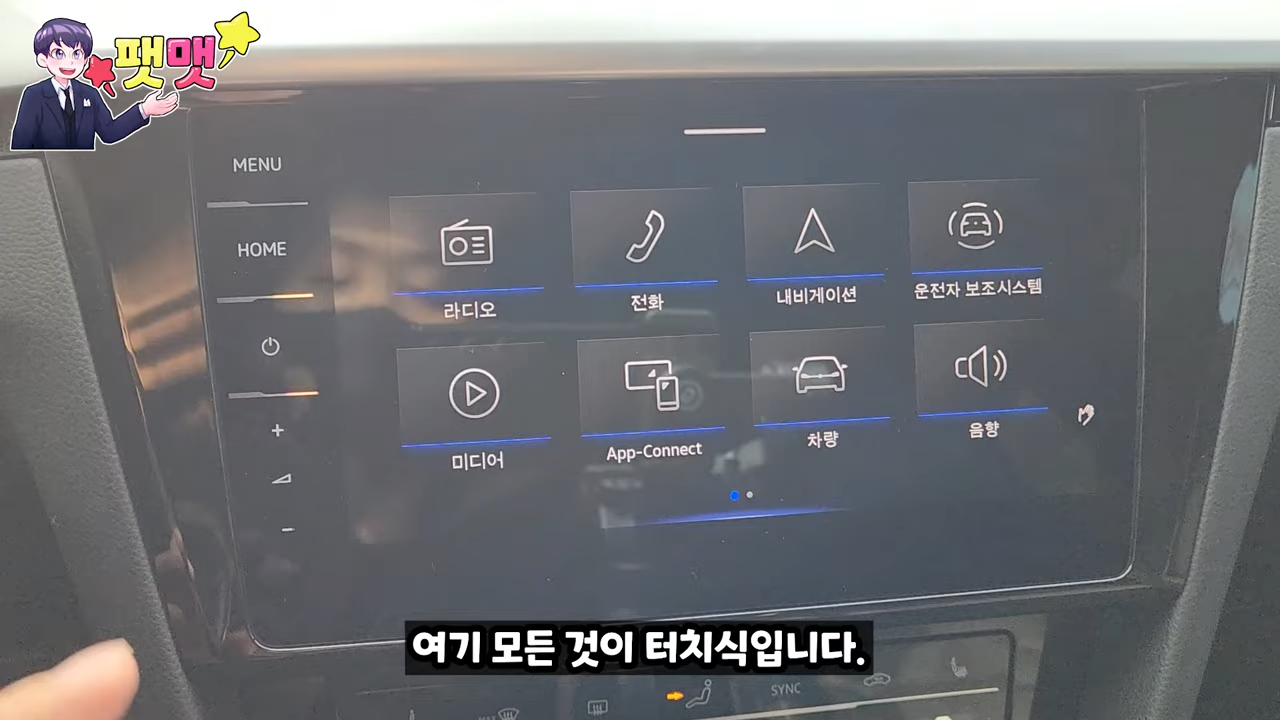 팻맷
MENU
HOME
라디오
전화
내비게이션
운전자 보조시스템
미디어
App-Connect
차량
음향
여기 모든 것이 터치식입니다.
SYNC